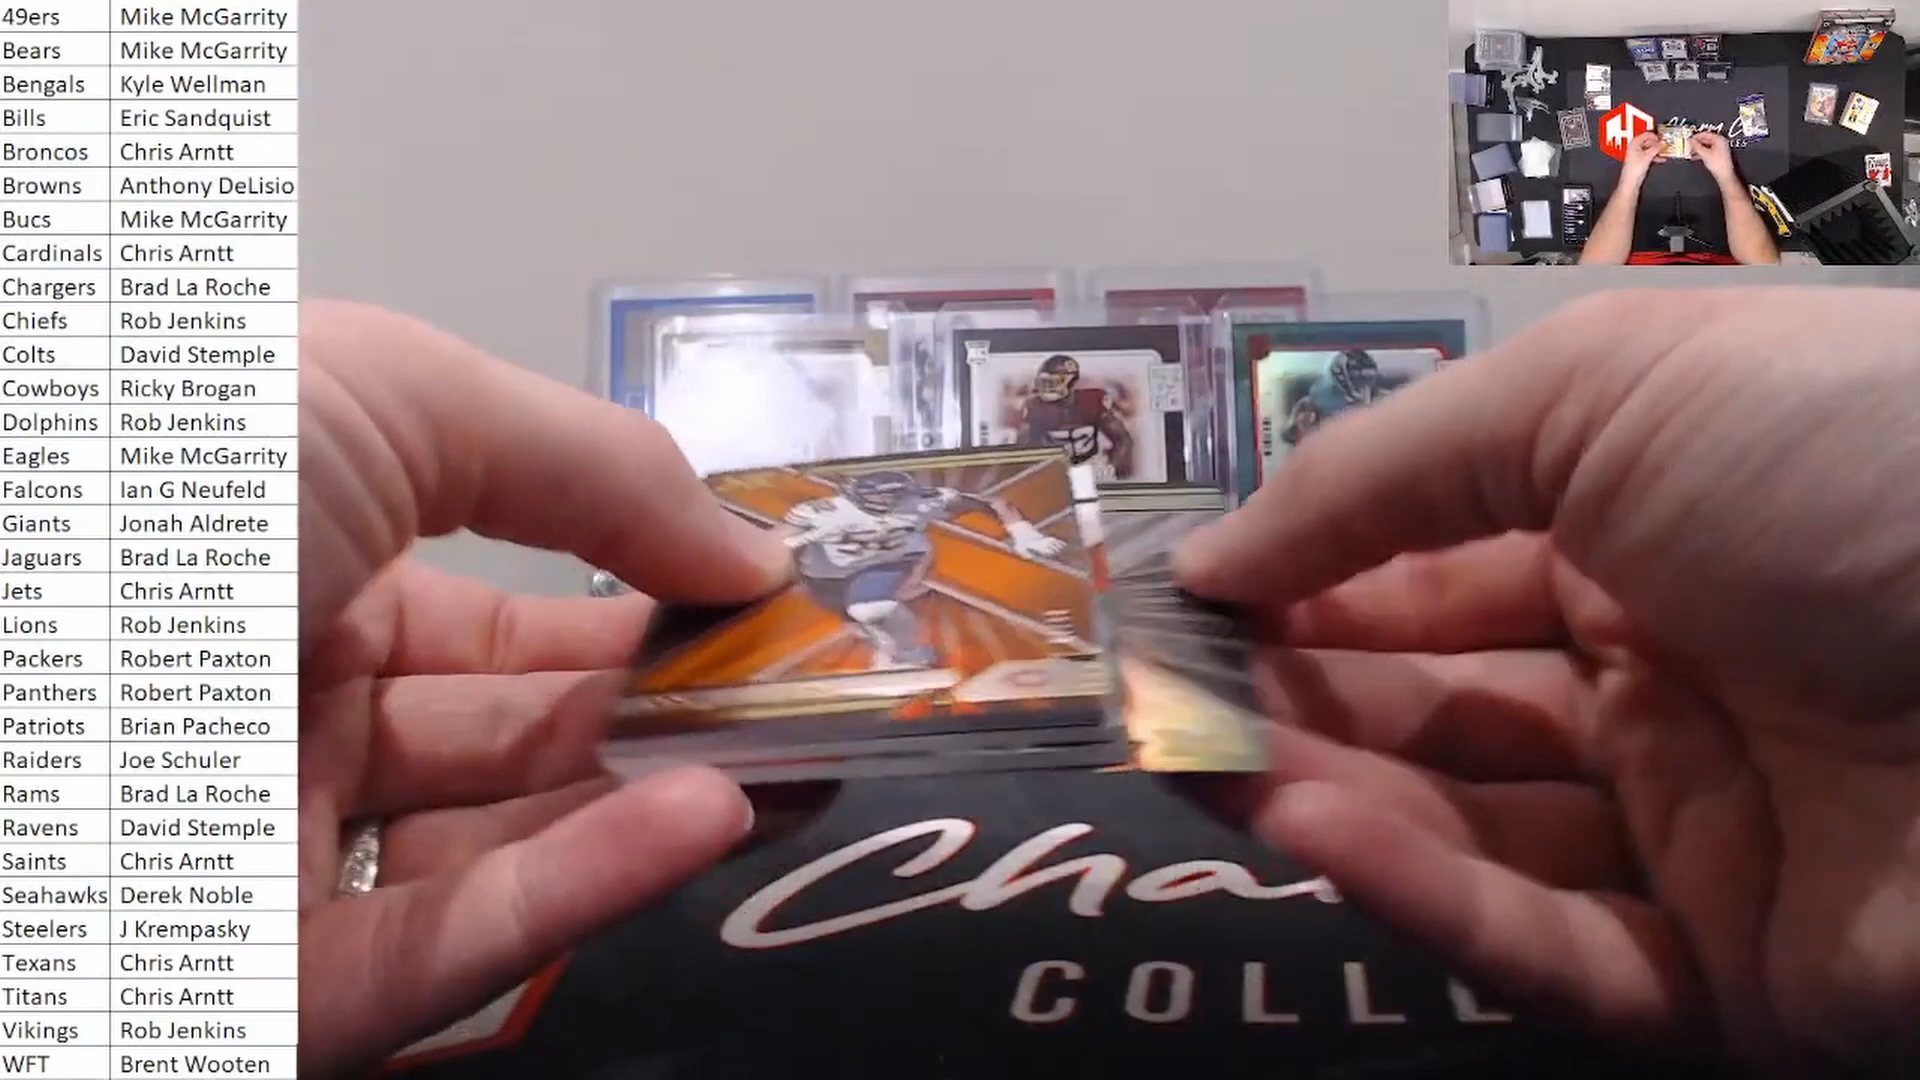 49ers Mike McGarrity
Bears Mike McGarrity
Bengals Kyle Wellman
Bills Eric Sandquist
Broncos Chris Arntt
Browns Anthony DeLisio
Bucs Mike McGarrity
Cardinals Chris Arntt
Chargers Brad La Roche
Chiefs Rob Jenkins
Colts David Stemple
Cowboys Ricky Brogan
Dolphins Rob Jenkins
Eagles Mike McGarrity
Falcons Ian G Neufeld
Giants Jonah Aldrete
Jaguars Brad La Roche
Jets Chris Arntt
Lions Rob Jenkins
Packers Robert Paxton
Panthers Robert Paxton
Patriots Brian Pacheco
Raiders Joe Schuler
Rams Brad La Roche
Ravens David Stemple
Saints Chris Arntt
Seahawks Derek Noble
Steelers J Krempasky
Texans Chris Arntt
Titans Chris Arntt
Vikings Rob Jenkins
WFT Brent Wooten
Cha
COLL